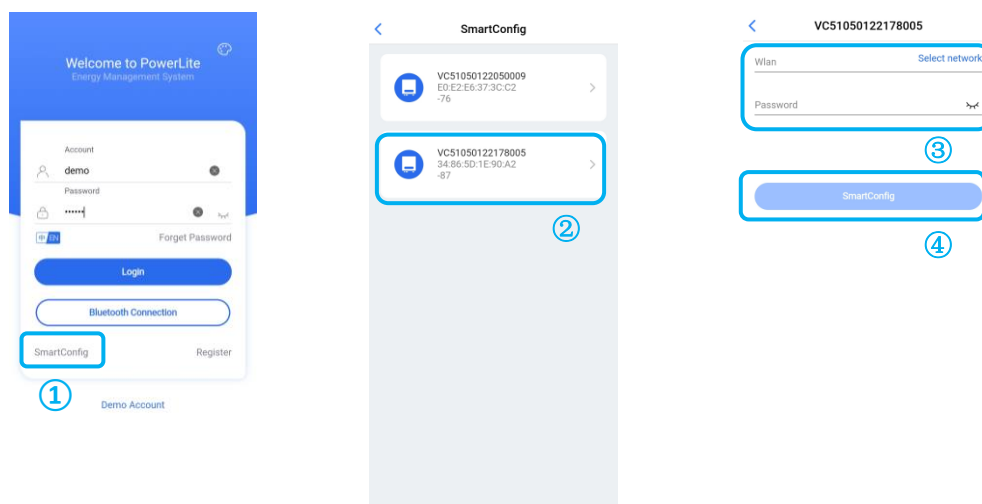 Welcome to PowerLite
Energy Management System
Account
demo
Password
••••••
中 EN
Forget Password
Login
Bluetooth Connection
SmartConfig
Register
①
Demo Account
SmartConfig
VC51050122050009
E0:E2:E6:37:3C:C2
-76
VC51050122178005
34:86:5D:1E:90:A2
-87
②
VC51050122178005
Wlan
Select network
Password
③
SmartConfig
④